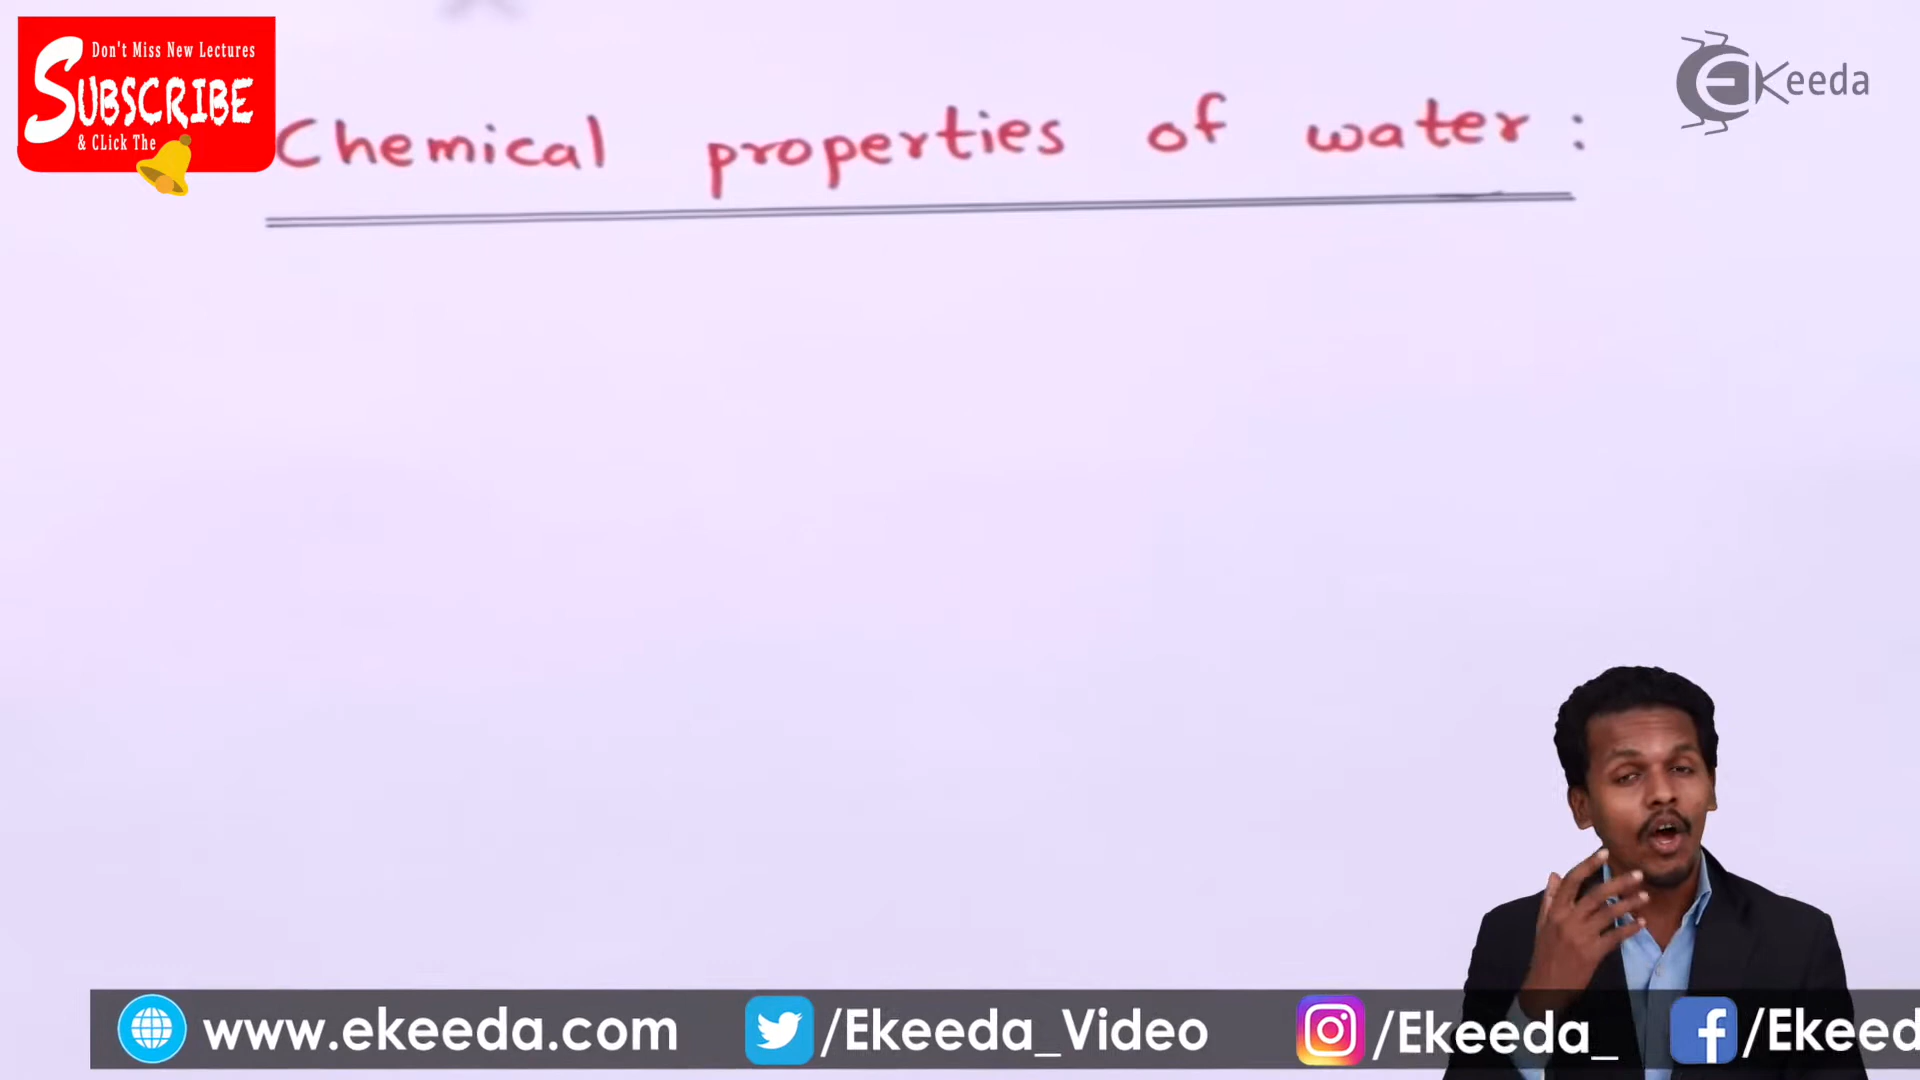 Don't Miss New Lectures
SUBSCRIBE
& CLick The
Ekeeda
Chemical properties of water :
www.ekeeda.com
/Ekeeda_Video
/Ekeeda_
/Ekeed